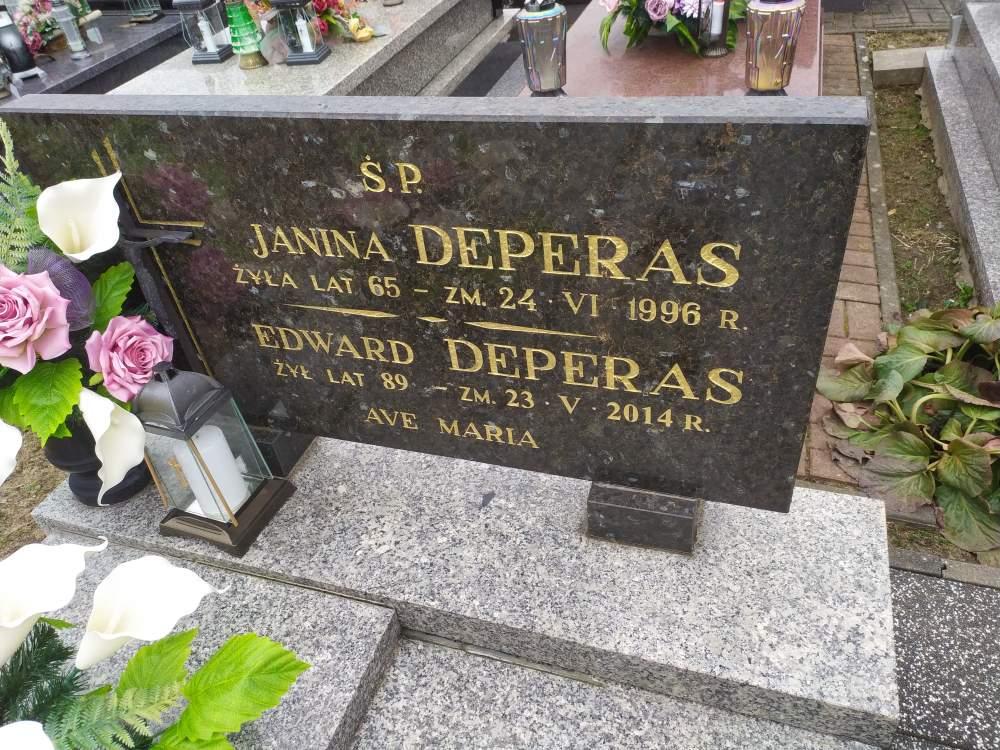 Ś.P.
JANINA DEPERAS
ŻYŁA LAT 65 - ZM. 24 · VI · 1996 R.
EDWARD DEPERAS
ŻYŁ LAT 89 - ZM. 23 · V · 2014 R.
AVE MARIA